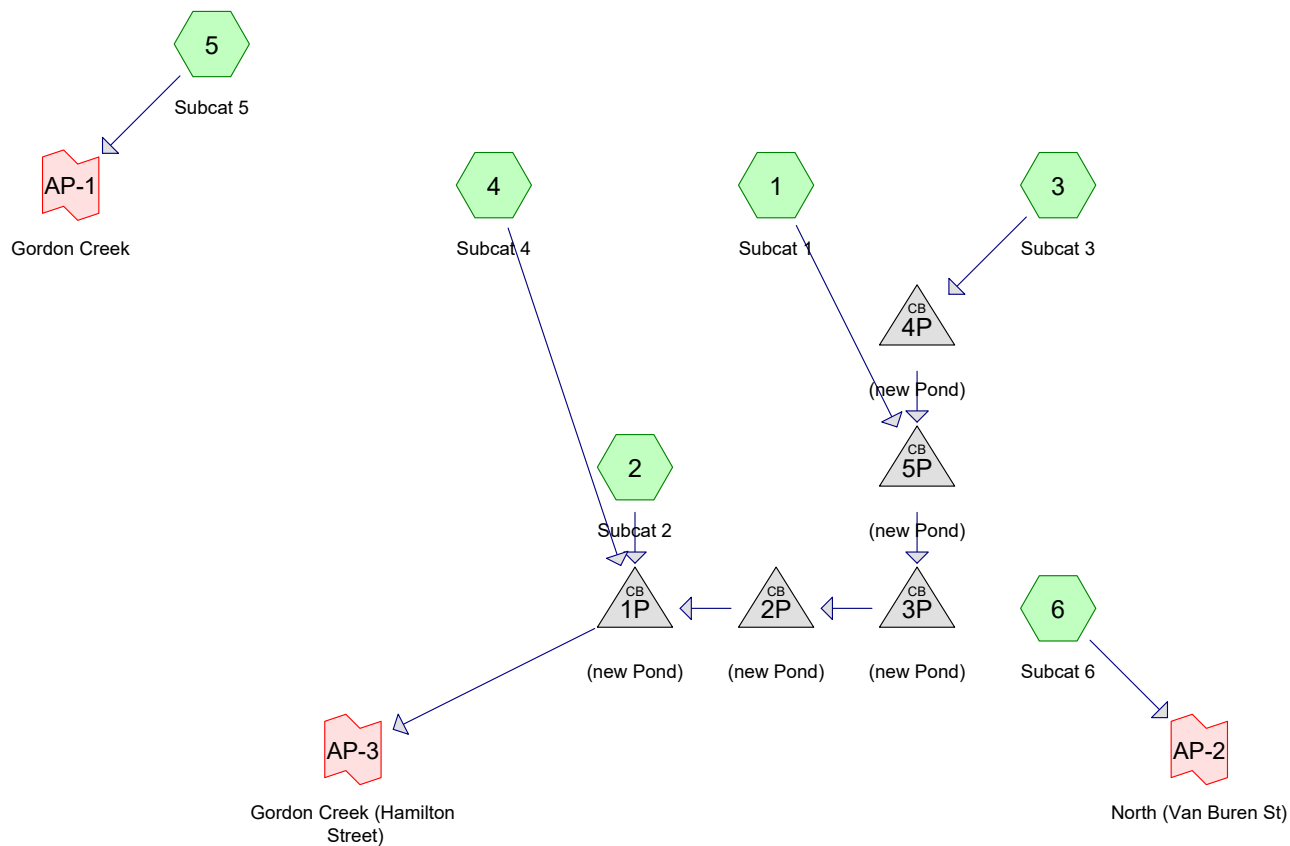 5
Subcat 5
AP-1
Gordon Creek
4
Subcat 4
1
Subcat 1
3
Subcat 3
CB
4P
(new Pond)
CB
5P
(new Pond)
2
Subcat 2
CB
1P
(new Pond)
CB
2P
(new Pond)
CB
3P
(new Pond)
6
Subcat 6
AP-3
Gordon Creek (Hamilton
Street)
AP-2
North (Van Buren St)